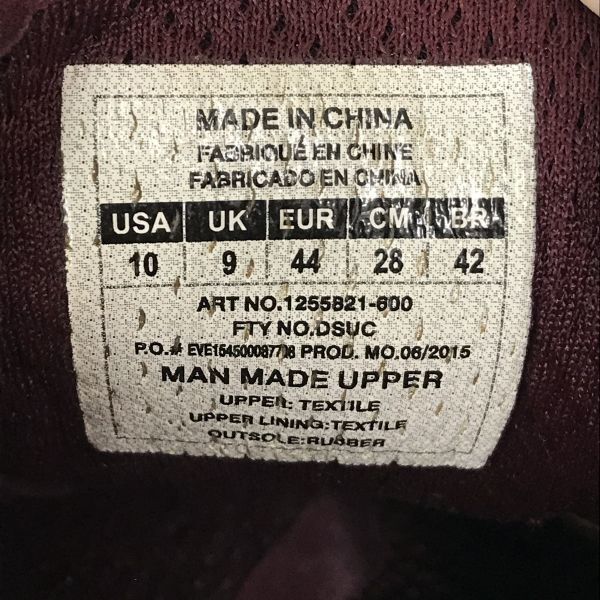 MADE IN CHINA
FABRIQUÉ EN CHINE
FABRICADO EN CHINA
USA UK EUR CM BR
10 9 44 28 42
ART NO.1255821-600
FTY NO.DSUC
P.O.# EVE154500087708 PROD. MO.06/2015
MAN MADE UPPER
UPPER: TEXTILE
UPPER LINING:TEXTILE
OUTSOLE:RUBBER